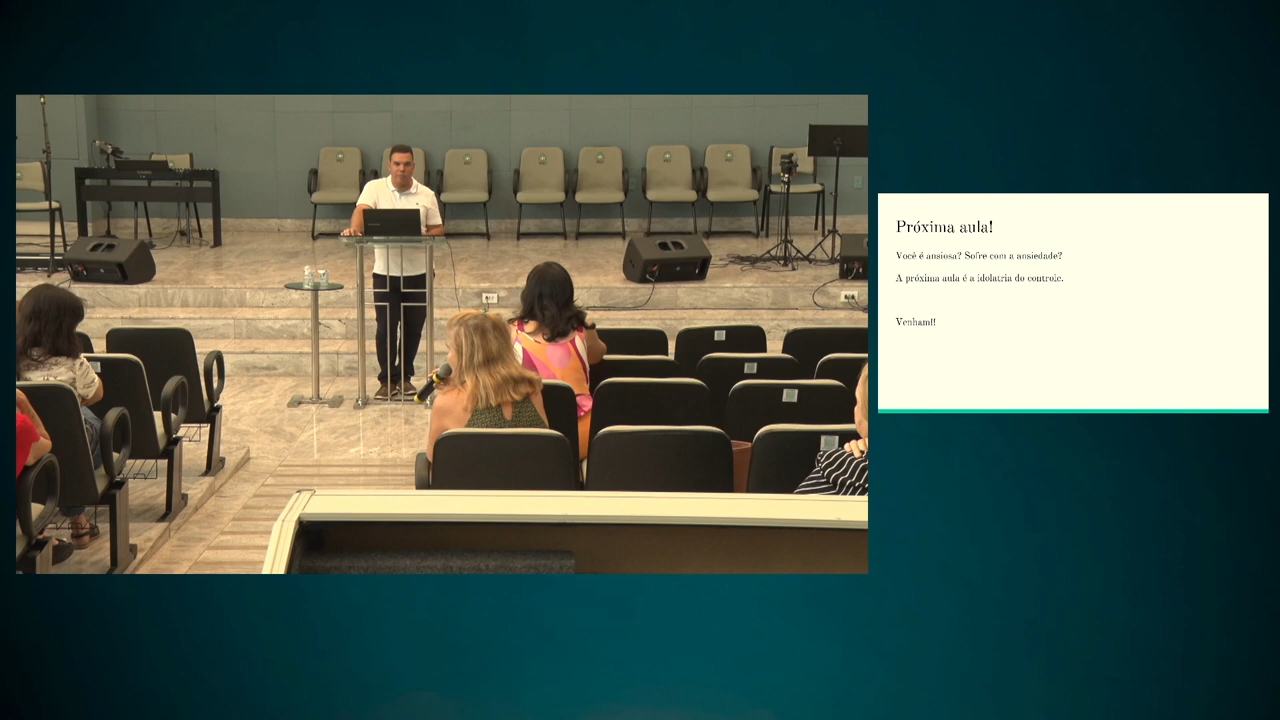 Próxima aula!
Você é ansiosa? Sofre com a ansiedade?
A próxima aula é a idolatria do controle.
Venham!!